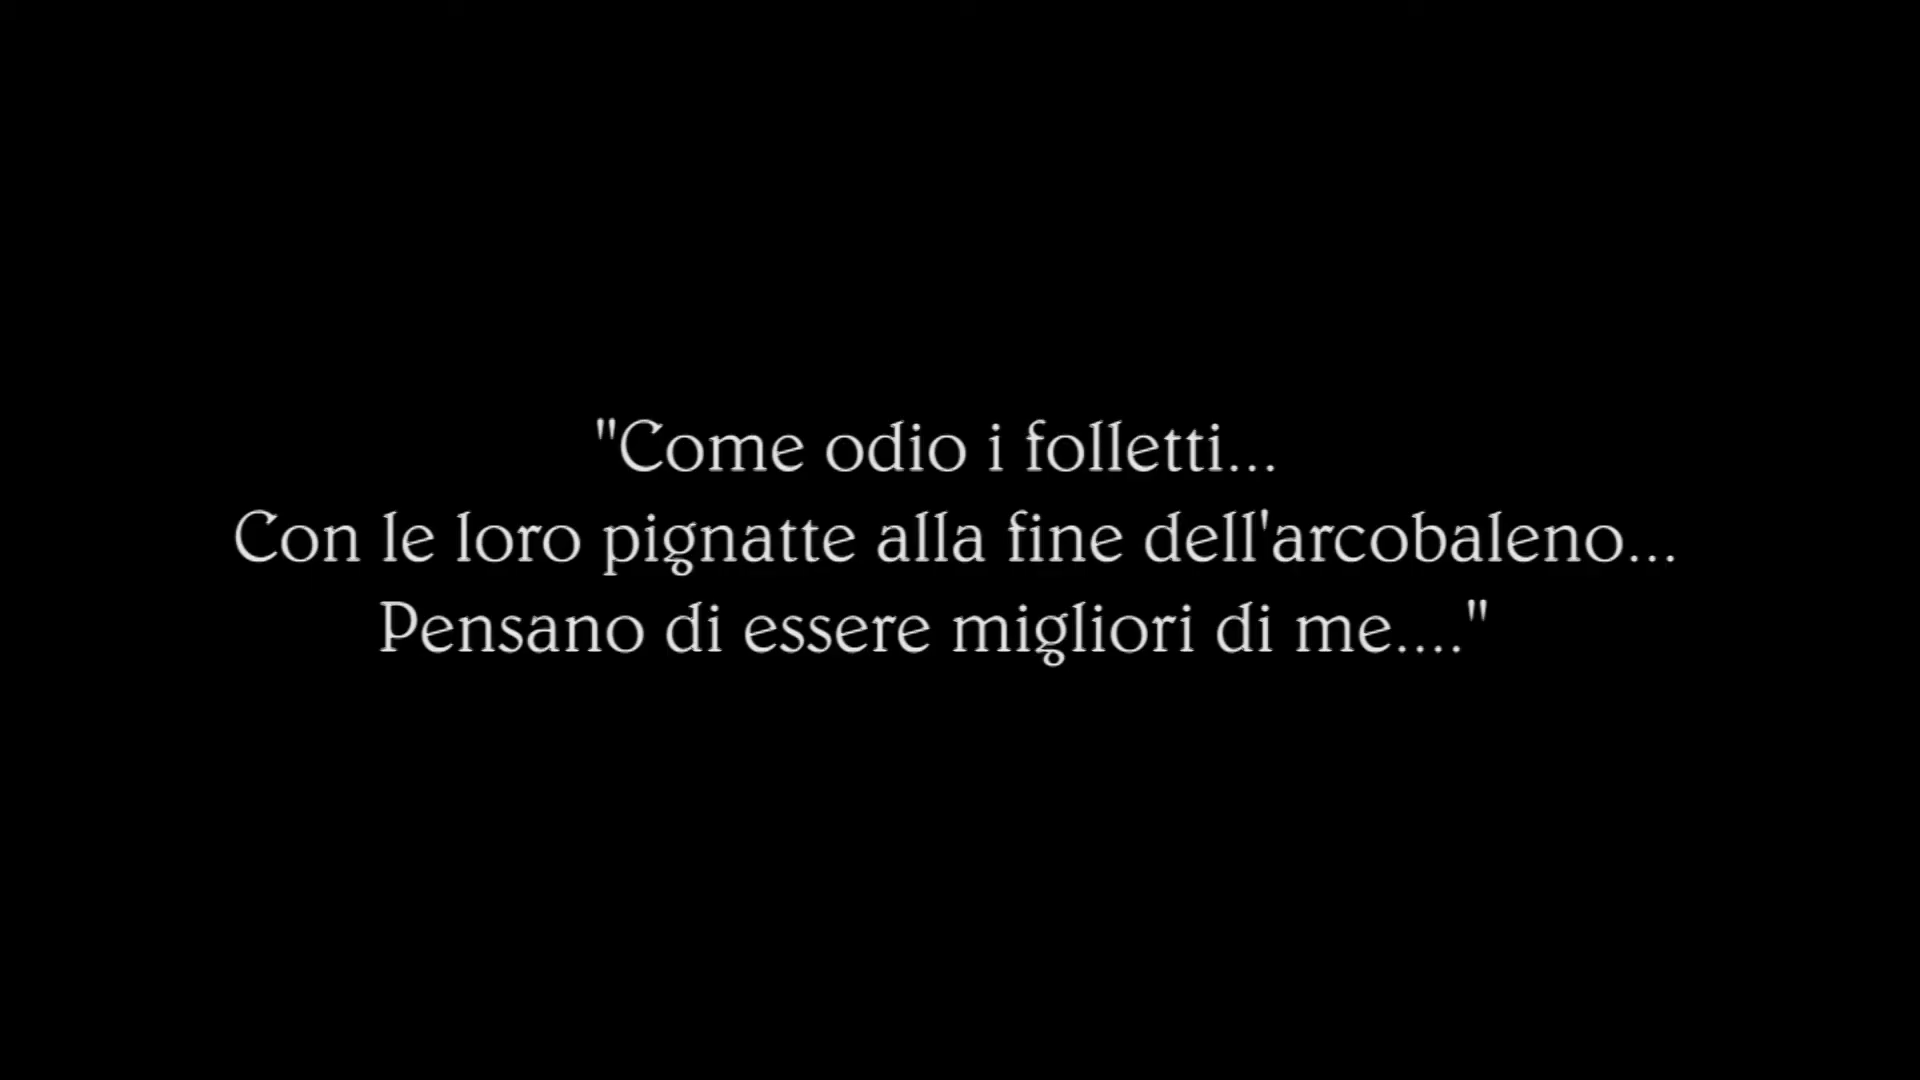 "Come odio i folletti...
Con le loro pignatte alla fine dell'arcobaleno...
Pensano di essere migliori di me...."